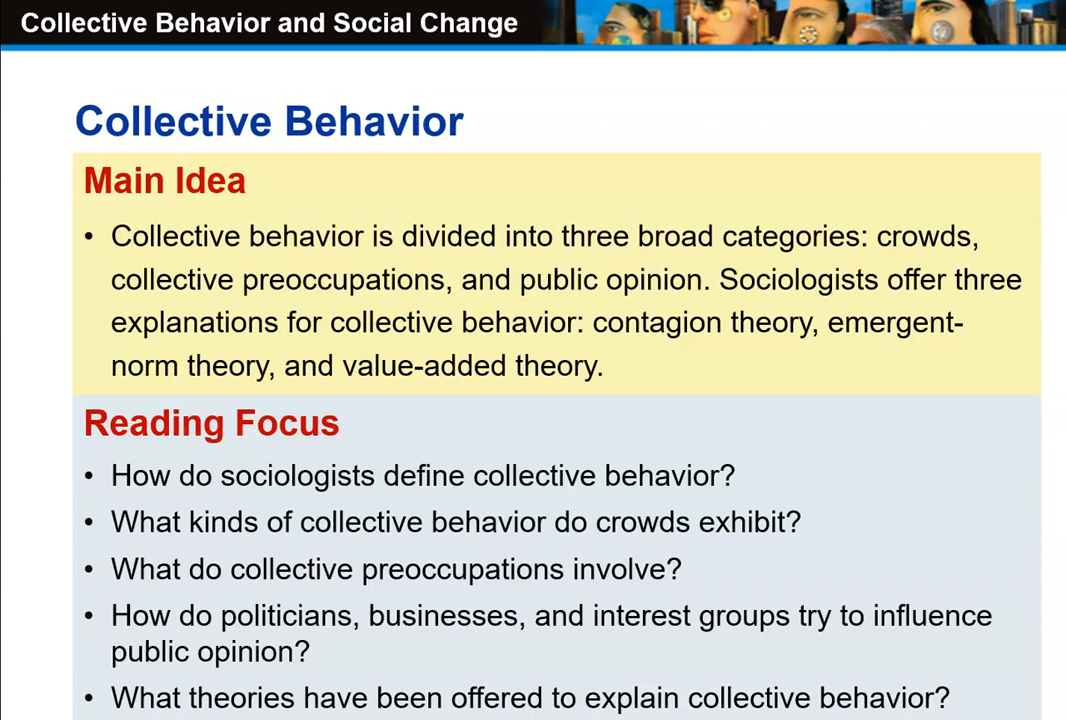 Collective Behavior and Social Change
Collective Behavior
Main Idea
• Collective behavior is divided into three broad categories: crowds,
collective preoccupations, and public opinion. Sociologists offer three
explanations for collective behavior: contagion theory, emergent-
norm theory, and value-added theory.
Reading Focus
• How do sociologists define collective behavior?
• What kinds of collective behavior do crowds exhibit?
• What do collective preoccupations involve?
• How do politicians, businesses, and interest groups try to influence
public opinion?
• What theories have been offered to explain collective behavior?